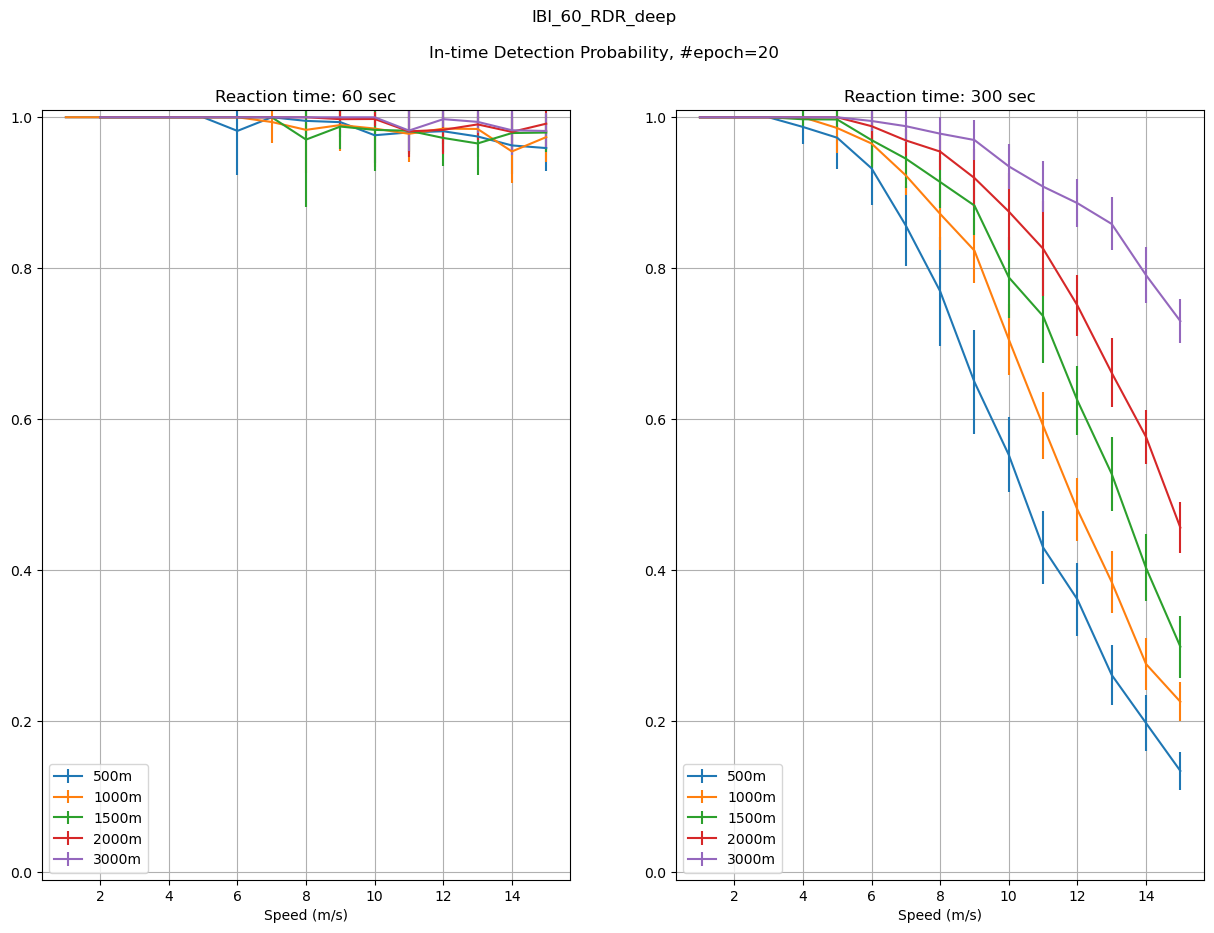 IBI_60_RDR_deep
In-time Detection Probability, #epoch=20
Reaction time: 60 sec
1.0
0.8
0.6
0.4
0.2
0.0
2 4 6 8 10 12 14
Speed (m/s)
500m
1000m
1500m
2000m
3000m
Reaction time: 300 sec
1.0
0.8
0.6
0.4
0.2
0.0
2 4 6 8 10 12 14
Speed (m/s)
500m
1000m
1500m
2000m
3000m